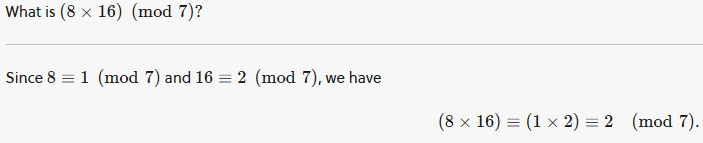 What is (8 × 16) (mod 7)?
Since 8 ≡ 1 (mod 7) and 16 ≡ 2 (mod 7), we have
(8 × 16) ≡ (1 × 2) ≡ 2 (mod 7).